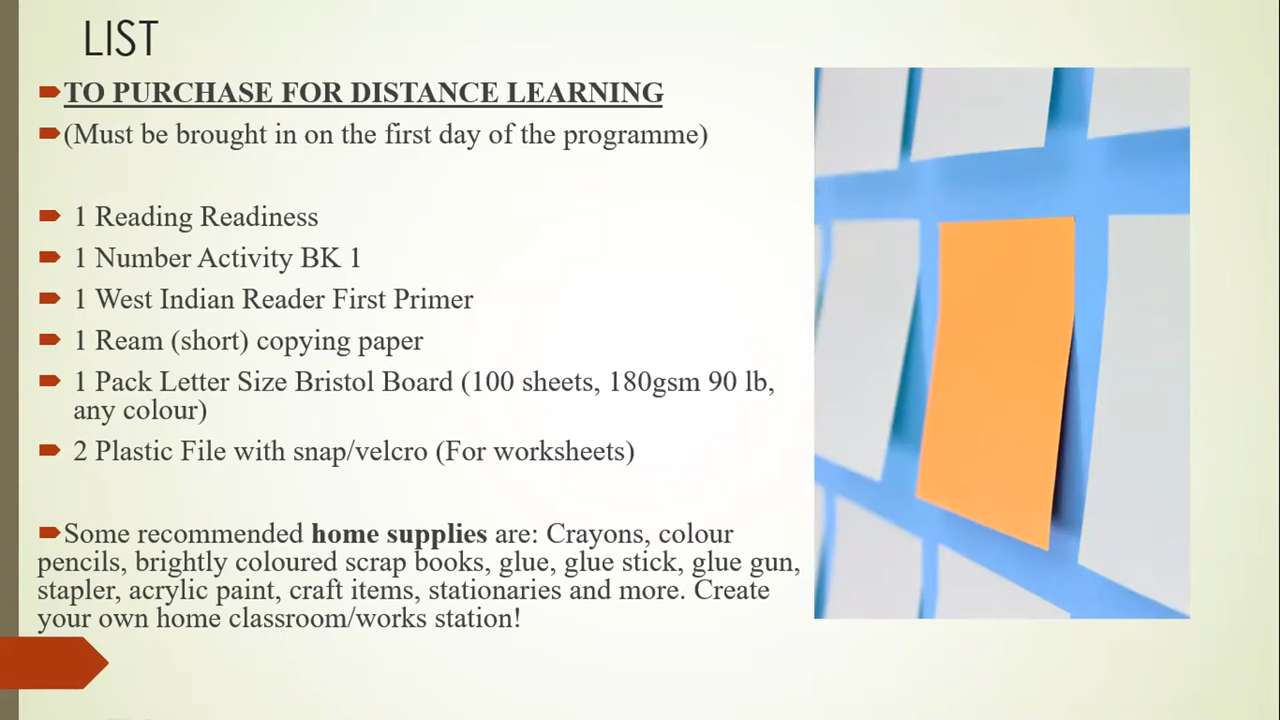 LIST
TO PURCHASE FOR DISTANCE LEARNING
(Must be brought in on the first day of the programme)
1 Reading Readiness
1 Number Activity BK 1
1 West Indian Reader First Primer
1 Ream (short) copying paper
1 Pack Letter Size Bristol Board (100 sheets, 180gsm 90 lb,
any colour)
2 Plastic File with snap/velcro (For worksheets)
Some recommended home supplies are: Crayons, colour
pencils, brightly coloured scrap books, glue, glue stick, glue gun,
stapler, acrylic paint, craft items, stationaries and more. Create
your own home classroom/works station!